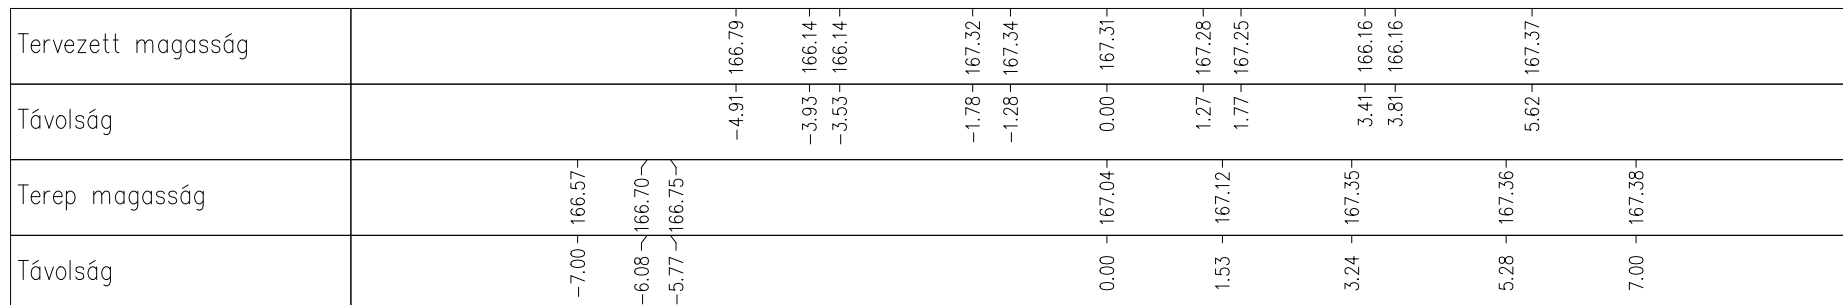 Tervezett magasság 166.79 166.14 166.14 167.32 167.34 167.31 167.28 167.25 166.16 166.16 167.37
Távolság -4.91 -3.93 -3.53 -1.78 -1.28 0.00 1.27 1.77 3.41 3.81 5.62
Terep magasság 166.57 166.70 166.75 167.04 167.12 167.35 167.36 167.38
Távolság -7.00 -6.08 -5.77 0.00 1.53 3.24 5.28 7.00